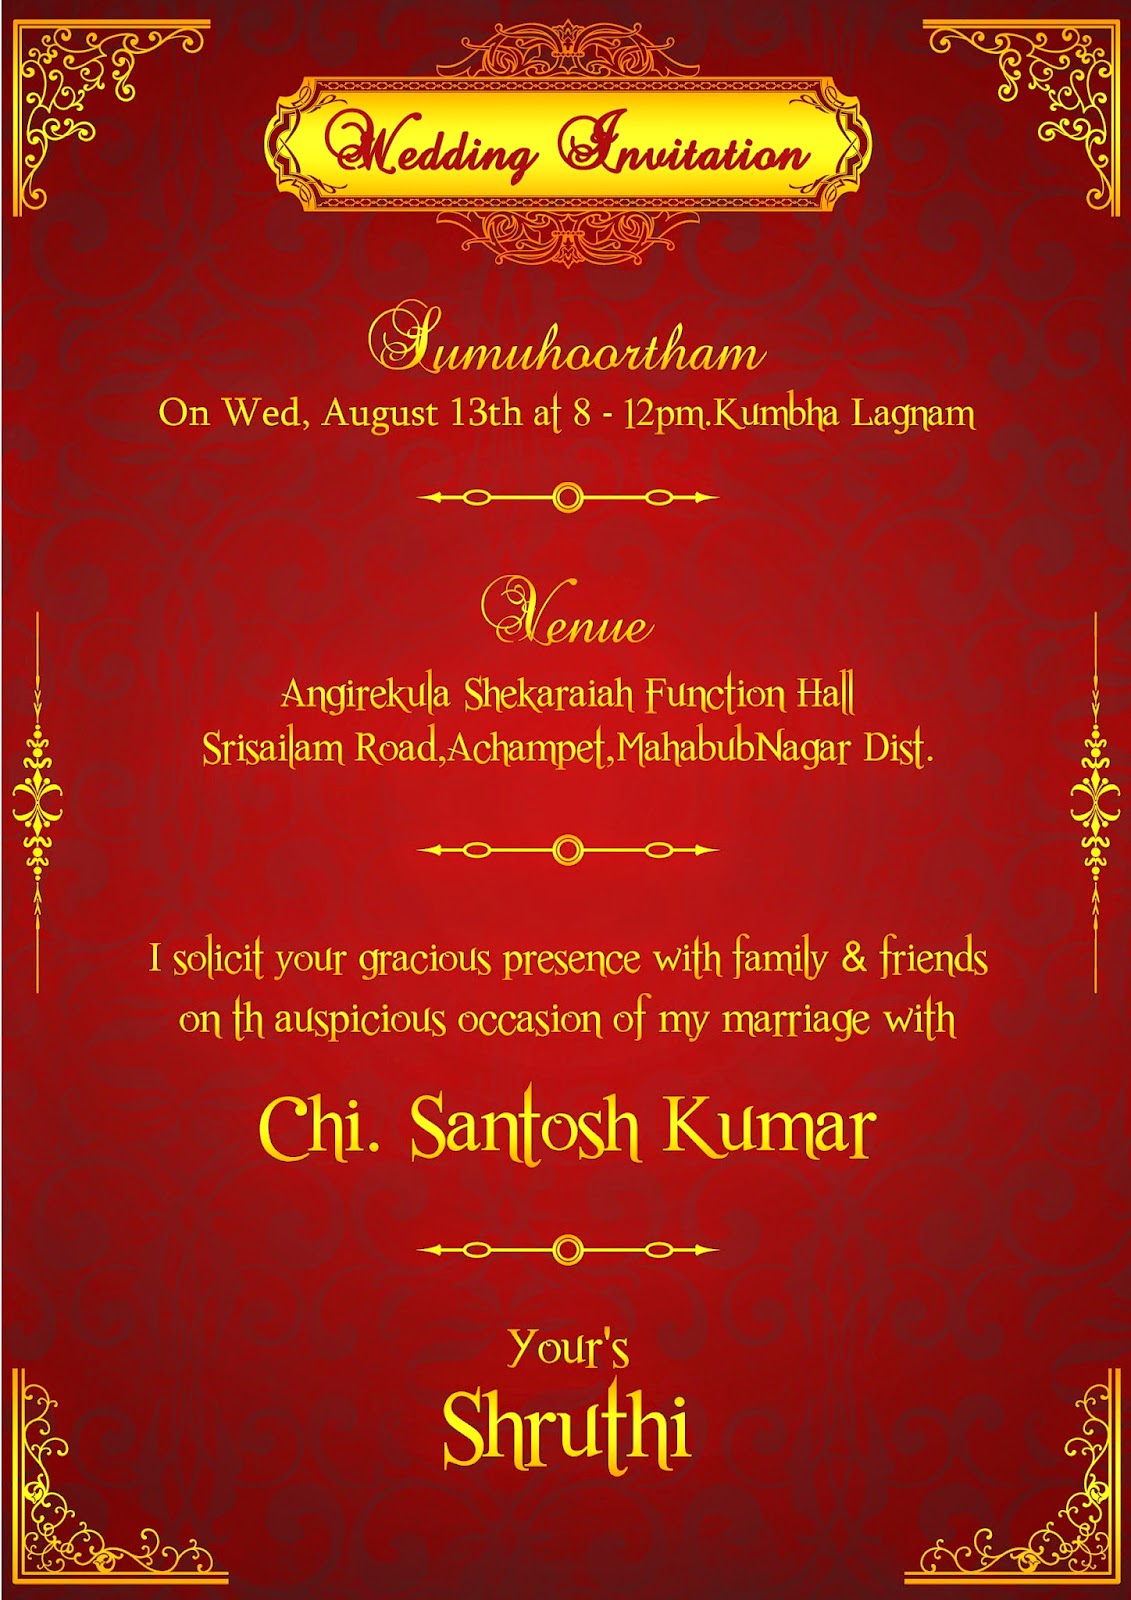 Wedding Invitation
Sumuhoortham
On Wed, August 13th at 8 - 12pm.Kumbha Lagnam
Venue
Angirekula Shekaraiah Function Hall
Srisailam Road,Achampet,MahabubNagar Dist.
I solicit your gracious presence with family & friends
on th auspicious occasion of my marriage with
Chi. Santosh Kumar
Your's
Shruthi